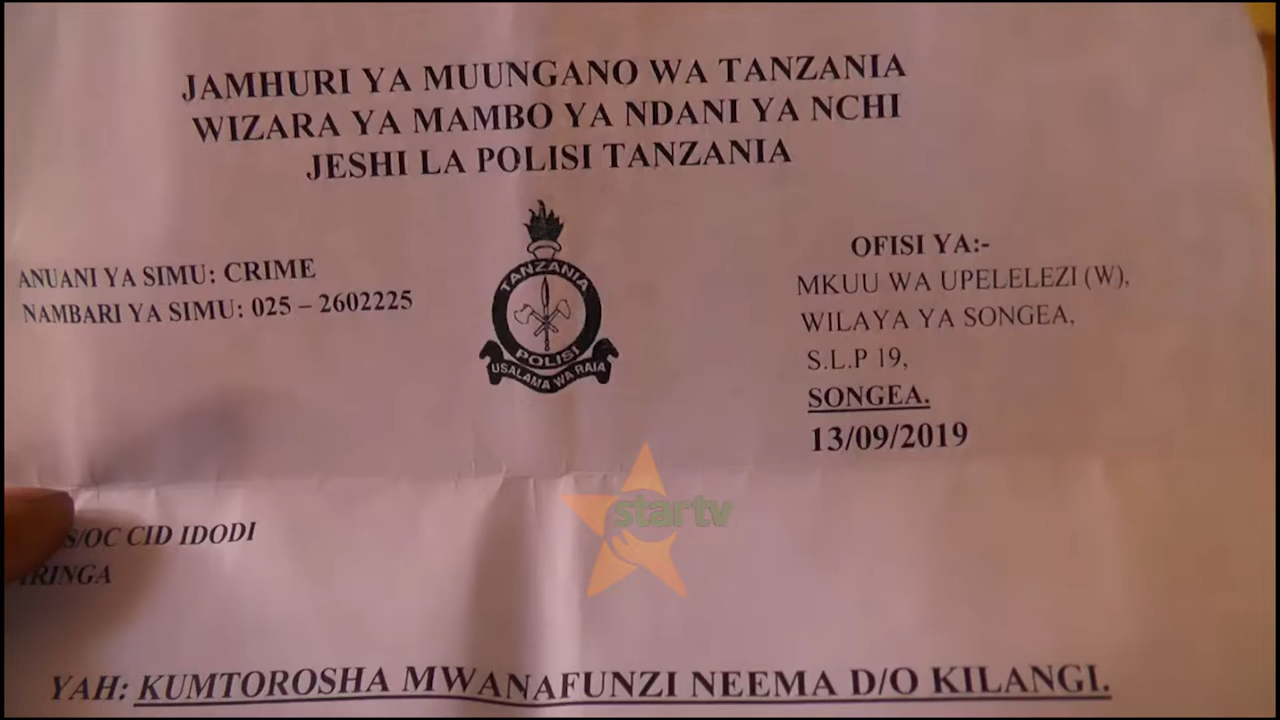 JAMHURI YA MUUNGANO WA TANZANIA
WIZARA YA MAMBO YA NDANI YA NCHI
JESHI LA POLISI TANZANIA
ANUANI YA SIMU: CRIME
NAMBARI YA SIMU: 025 – 2602225
TANZANIA
POLISI
USALAMA WA RAIA
OFISI YA:-
MKUU WA UPELELEZI (W),
WILAYA YA SONGEA,
S.L.P 19,
SONGEA.
13/09/2019
startv
CID IDODI
IRINGA
YAH: KUMTOROSHA MWANAFUNZI NEEMA D/O KILANGI.